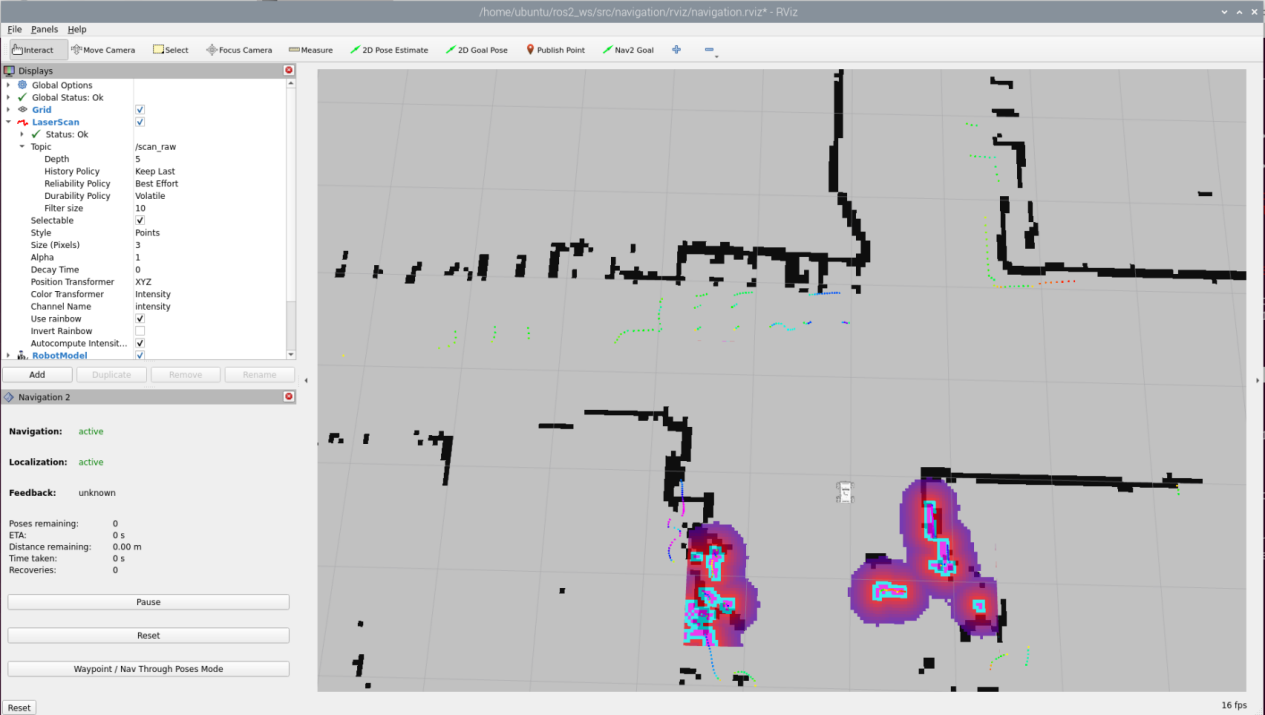 /home/ubuntu/ros2_ws/src/navigation/rviz/navigation.rviz* - RViz
File Panels Help
Interact Move Camera Select Focus Camera Measure 2D Pose Estimate 2D Goal Pose Publish Point Nav2 Goal
Displays
Global Options
Global Status: Ok
Grid
LaserScan
Status: Ok
Topic /scan_raw
Depth 5
History Policy Keep Last
Reliability Policy Best Effort
Durability Policy Volatile
Filter size 10
Selectable
Style Points
Size (Pixels) 3
Alpha 1
Decay Time 0
Position Transformer XYZ
Color Transformer Intensity
Channel Name intensity
Use rainbow
Invert Rainbow
Autocompute Intensit...
RobotModel
Add Duplicate Remove Rename
Navigation 2
Navigation: active
Localization: active
Feedback: unknown
Poses remaining: 0
ETA: 0 s
Distance remaining: 0.00 m
Time taken: 0 s
Recoveries: 0
Pause
Reset
Waypoint / Nav Through Poses Mode
Reset
16 fps